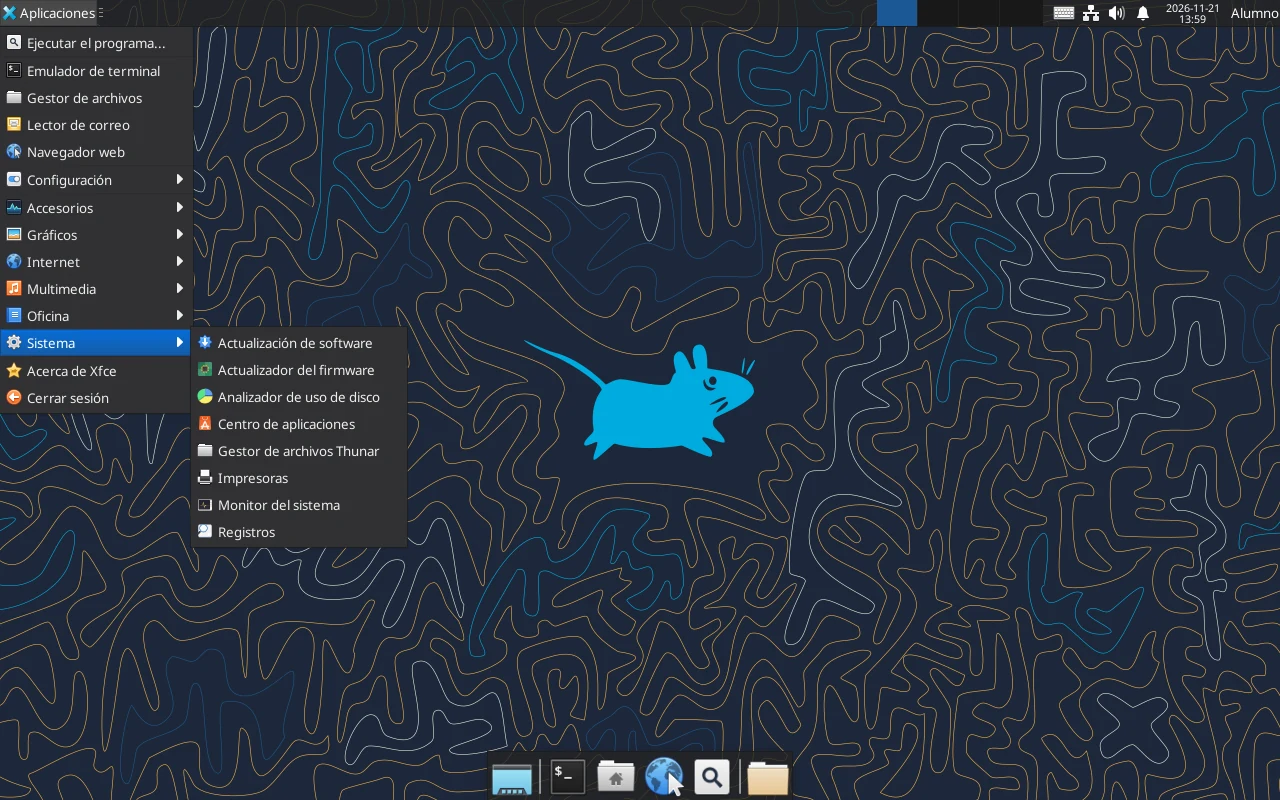 Aplicaciones
2026-11-21
13:59
Alumno
Ejecutar el programa...
Emulador de terminal
Gestor de archivos
Lector de correo
Navegador web
Configuración
Accesorios
Gráficos
Internet
Multimedia
Oficina
Sistema
Acerca de Xfce
Cerrar sesión
Actualización de software
Actualizador del firmware
Analizador de uso de disco
Centro de aplicaciones
Gestor de archivos Thunar
Impresoras
Monitor del sistema
Registros
$-